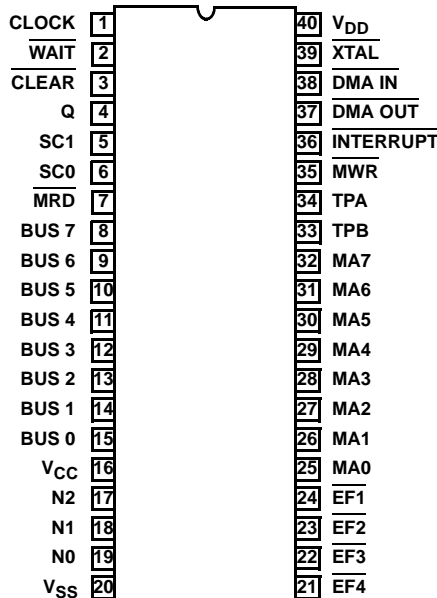 CLOCK 1 40 VDD
WAIT 2 39 XTAL
CLEAR 3 38 DMA IN
Q 4 37 DMA OUT
SC1 5 36 INTERRUPT
SC0 6 35 MWR
MRD 7 34 TPA
BUS 7 8 33 TPB
BUS 6 9 32 MA7
BUS 5 10 31 MA6
BUS 4 11 30 MA5
BUS 3 12 29 MA4
BUS 2 13 28 MA3
BUS 1 14 27 MA2
BUS 0 15 26 MA1
VCC 16 25 MA0
N2 17 24 EF1
N1 18 23 EF2
N0 19 22 EF3
VSS 20 21 EF4